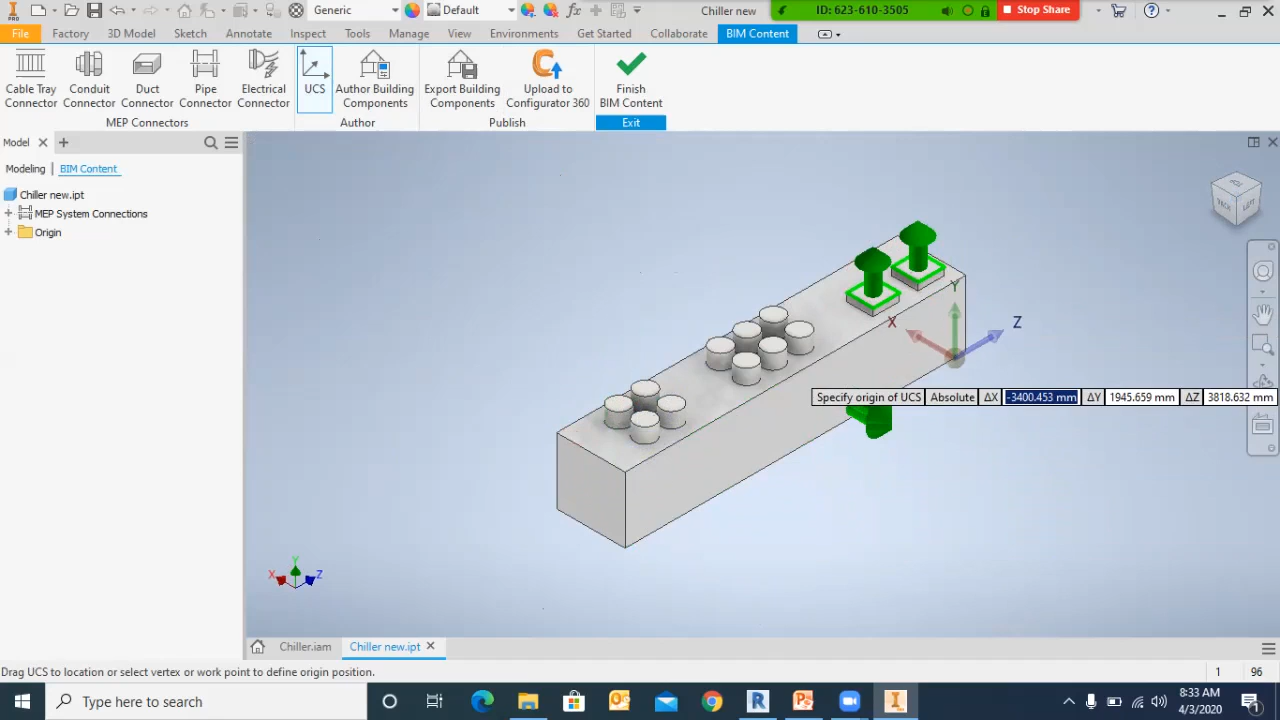 Generic
Default
fx
Chiller new
ID: 623-610-3505
Stop Share
File
Factory
3D Model
Sketch
Annotate
Inspect
Tools
Manage
View
Environments
Get Started
Collaborate
BIM Content
Cable Tray
Connector
Conduit
Connector
Duct
Connector
Pipe
Connector
Electrical
Connector
UCS
Author Building
Components
Export Building
Components
Upload to
Configurator 360
Finish
BIM Content
MEP Connectors
Author
Publish
Exit
Model
Modeling
BIM Content
Chiller new.ipt
MEP System Connections
Origin
Y
X
Z
Specify origin of UCS Absolute ΔX -3400.453 mm ΔY 1945.659 mm ΔZ 3818.632 mm
Y
X
Z
Chiller.iam
Chiller new.ipt
Drag UCS to location or select vertex or work point to define origin position.
1
96
Type here to search
8:33 AM
4/3/2020